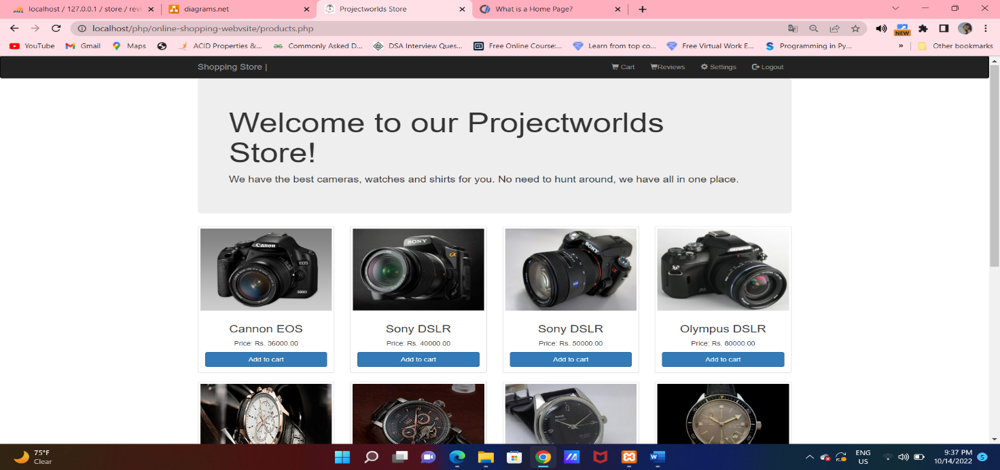 localhost / 127.0.0.1 / store / revi
diagrams.net
Projectworlds Store
What is a Home Page?
localhost/php/online-shopping-webvsite/products.php
NEW
YouTube
Gmail
Maps
ACID Properties &...
Commonly Asked D...
DSA Interview Ques...
Free Online Course:...
Learn from top co...
Free Virtual Work E...
Programming in Py...
»
Other bookmarks
Shopping Store |
Cart
Reviews
Settings
Logout
Welcome to our Projectworlds
Store!
We have the best cameras, watches and shirts for you. No need to hunt around, we have all in one place.
Canon
EOS
500D
SONY
α
SONY
OLYMPUS
Cannon EOS
Price: Rs. 36000.00
Add to cart
Sony DSLR
Price: Rs. 40000.00
Add to cart
Sony DSLR
Price: Rs. 50000.00
Add to cart
Olympus DSLR
Price: Rs. 80000.00
Add to cart
75°F
Clear
ENG
US
9:37 PM
10/14/2022
5